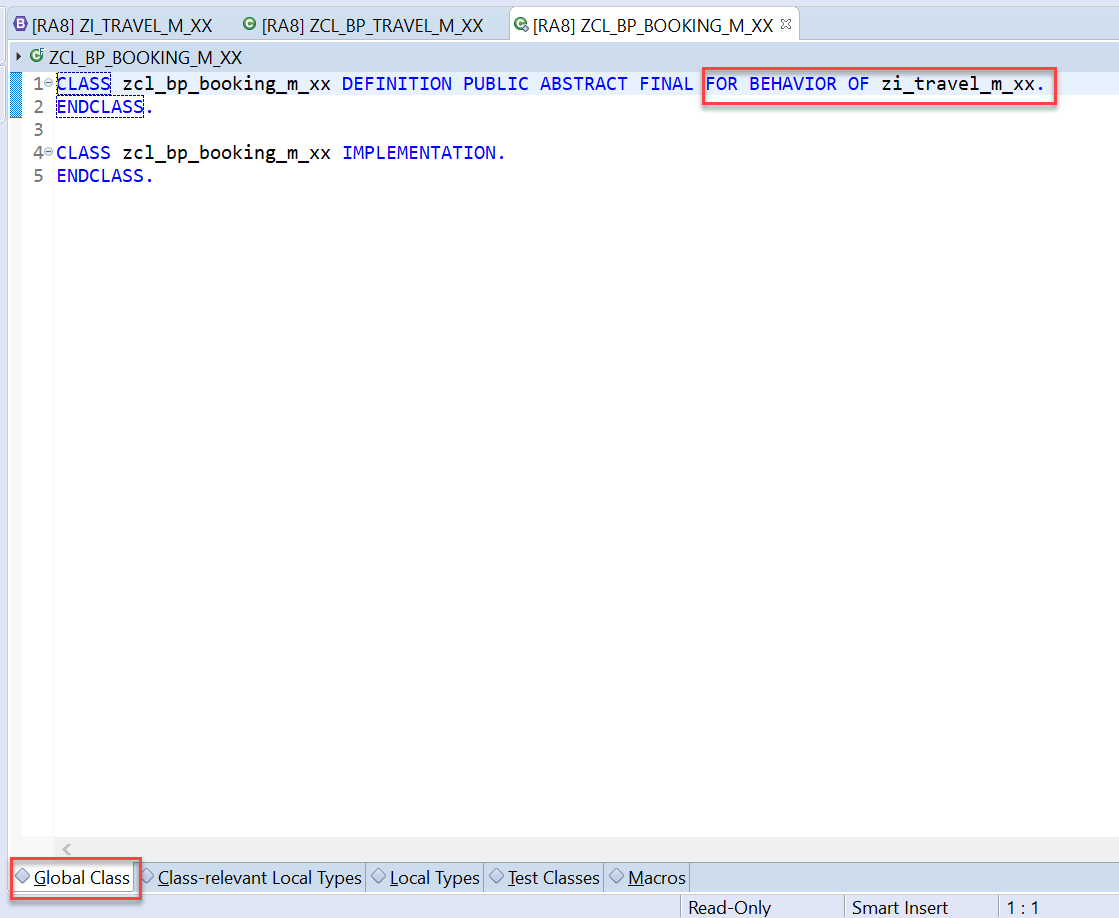 [RA8] ZI_TRAVEL_M_XX [RA8] ZCL_BP_TRAVEL_M_XX [RA8] ZCL_BP_BOOKING_M_XX
ZCL_BP_BOOKING_M_XX
1 CLASS zcl_bp_booking_m_xx DEFINITION PUBLIC ABSTRACT FINAL FOR BEHAVIOR OF zi_travel_m_xx.
2 ENDCLASS.
3
4 CLASS zcl_bp_booking_m_xx IMPLEMENTATION.
5 ENDCLASS.
Global Class Class-relevant Local Types Local Types Test Classes Macros
Read-Only Smart Insert 1 : 1